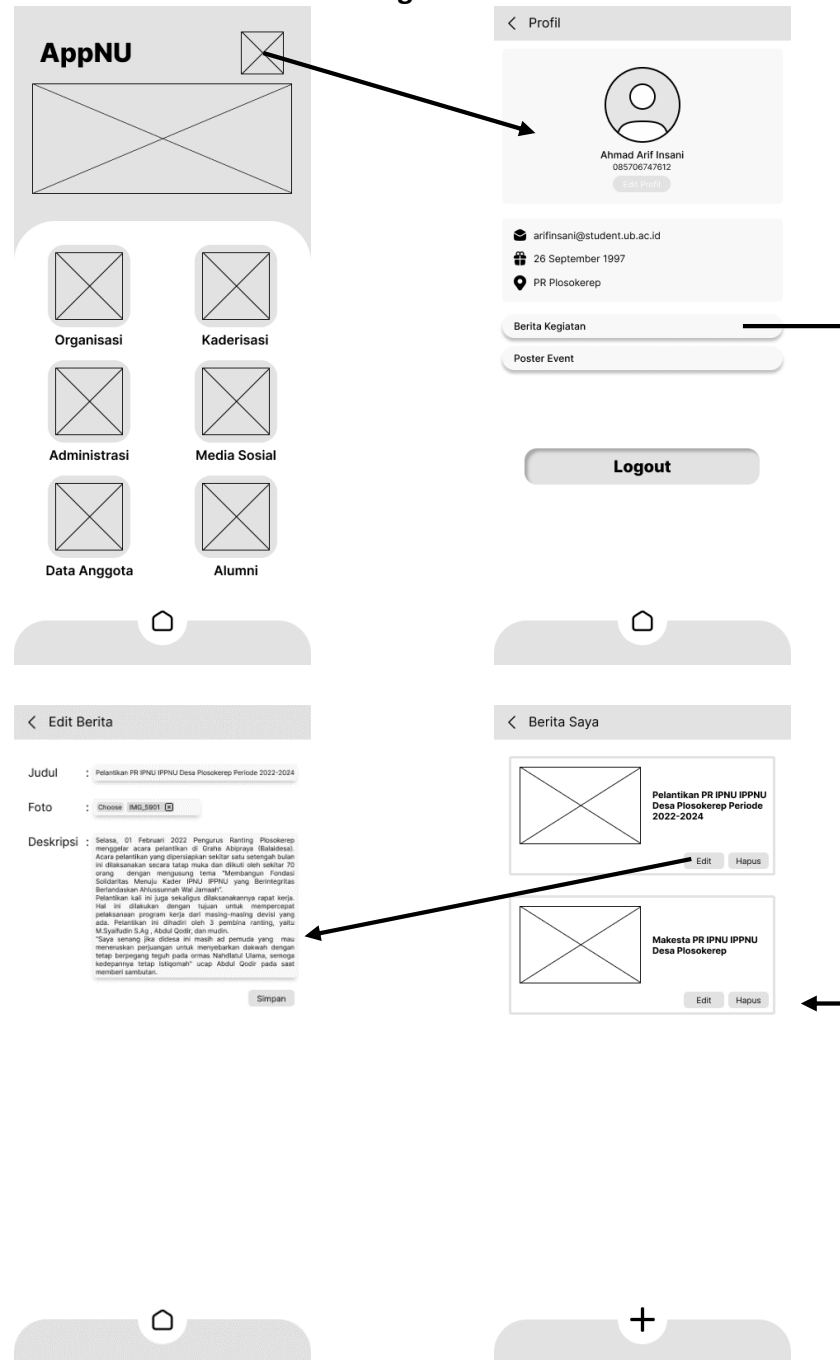 g
AppNU
Organisasi
Kaderisasi
Administrasi
Media Sosial
Data Anggota
Alumni
Profil
Ahmad Arif Insani
085706747612
Edit Profil
arifinsani@student.ub.ac.id
26 September 1997
PR Plosokerep
Berita Kegiatan
Poster Event
Logout
Edit Berita
Judul : Pelantikan PR IPNU IPPNU Desa Plosokerep Periode 2022-2024
Foto : Choose IMG_5901
Deskripsi : Selasa, 01 Februari 2022 Pengurus Ranting Plosokerep
menggelar acara pelantikan di Graha Abipraya (Balaidesa).
Acara pelantikan yang dipersiapkan sekitar satu setengah bulan
ini dilaksanakan secara tatap muka dan diikuti oleh sekitar 70
orang dengan mengusung tema "Membangun Fondasi
Solidaritas Menuju Kader IPNU IPPNU yang Berintegritas
Berlandaskan Ahlussunnah Wal Jamaah".
Pelantikan kali ini juga sekaligus dilaksanakannya rapat kerja.
Hal ini dilakukan dengan tujuan untuk mempercepat
pelaksanaan program kerja dari masing-masing devisi yang
ada. Pelantikan ini dihadiri oleh 3 pembina ranting, yaitu
M.Syaifudin S.Ag , Abdul Qodir, dan mudin.
"Saya senang jika didesa ini masih ad pemuda yang mau
meneruskan perjuangan untuk menyebarkan dakwah dengan
tetap berpegang teguh pada ormas Nahdlatul Ulama, semoga
kedepannya tetap Istiqomah" ucap Abdul Qodir pada saat
memberi sambutan.
Simpan
Berita Saya
Pelantikan PR IPNU IPPNU
Desa Plosokerep Periode
2022-2024
Edit Hapus
Makesta PR IPNU IPPNU
Desa Plosokerep
Edit Hapus